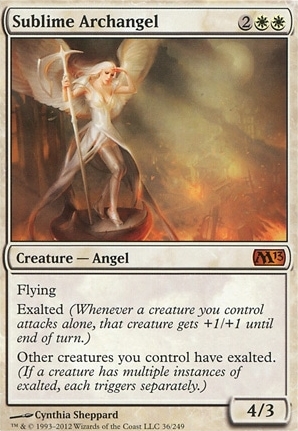 Sublime Archangel 2
Creature — Angel M13
Flying
Exalted (Whenever a creature you control
attacks alone, that creature gets +1/+1 until
end of turn.)
Other creatures you control have exalted.
(If a creature has multiple instances of
exalted, each triggers separately.)
Cynthia Sheppard
™ & © 1993-2012 Wizards of the Coast LLC 36/249
4/3